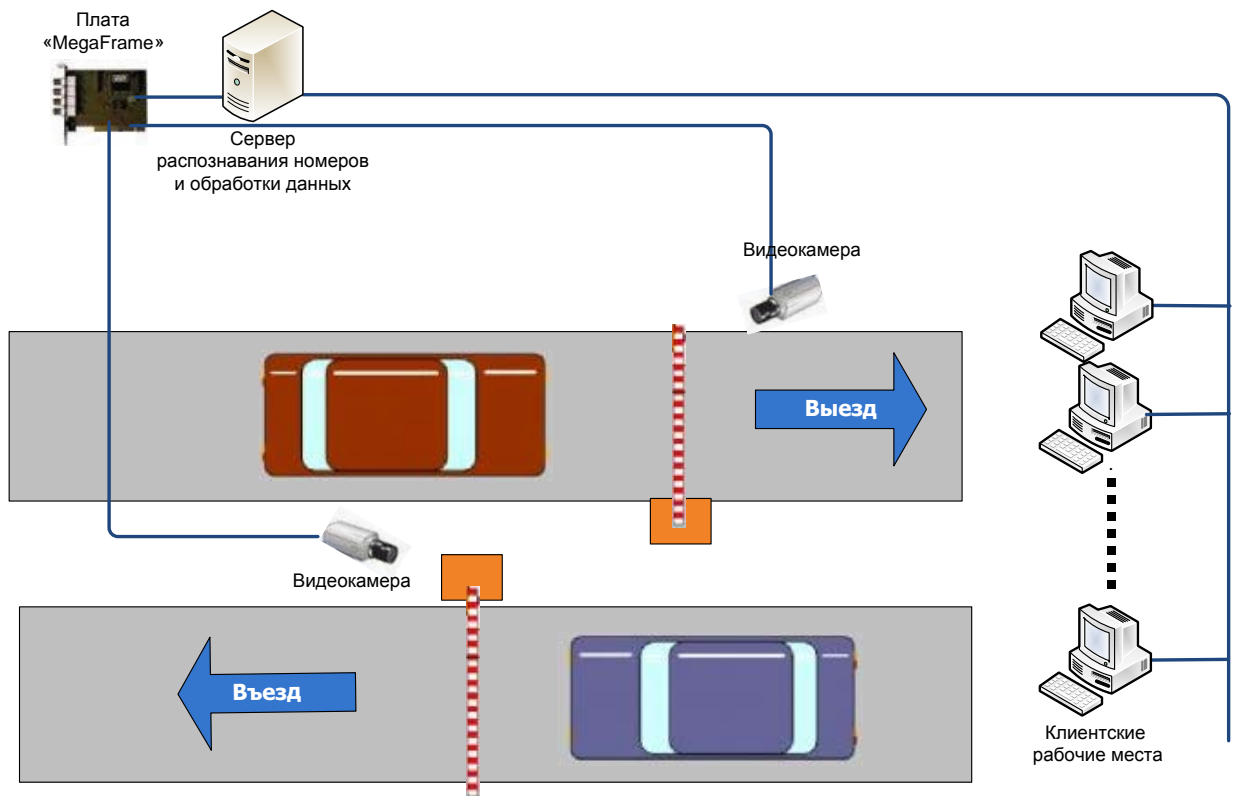 Плата
«MegaFrame»
Сервер
распознавания номеров
и обработки данных
Видеокамера
Выезд
Видеокамера
Въезд
Клиентские
рабочие места